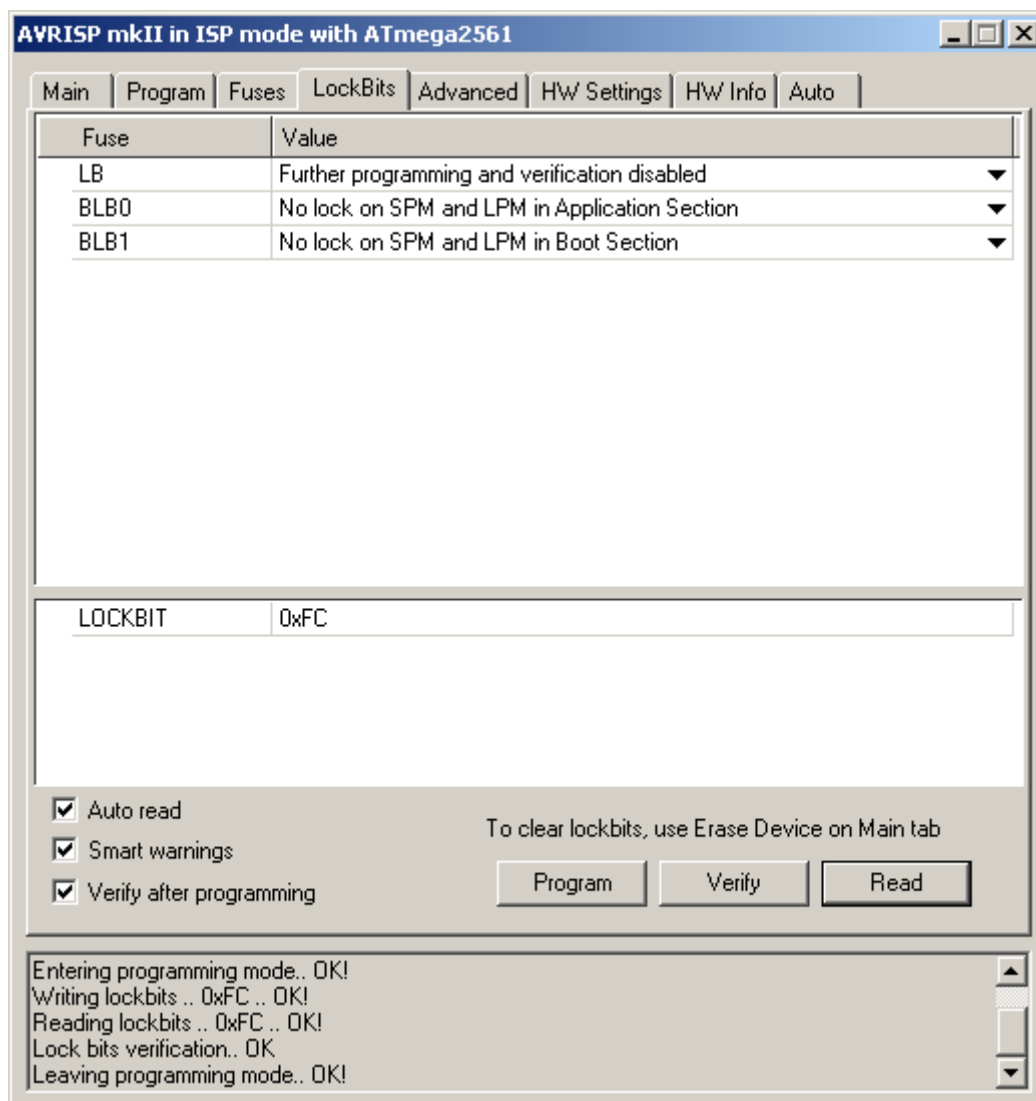 AVRISP mkII in ISP mode with ATmega2561
Main Program Fuses LockBits Advanced HW Settings HW Info Auto
Fuse Value
LB Further programming and verification disabled
BLB0 No lock on SPM and LPM in Application Section
BLB1 No lock on SPM and LPM in Boot Section
LOCKBIT 0xFC
Auto read
To clear lockbits, use Erase Device on Main tab
Smart warnings
Verify after programming
Program Verify Read
Entering programming mode.. OK!
Writing lockbits .. 0xFC .. OK!
Reading lockbits .. 0xFC .. OK!
Lock bits verification.. OK
Leaving programming mode.. OK!